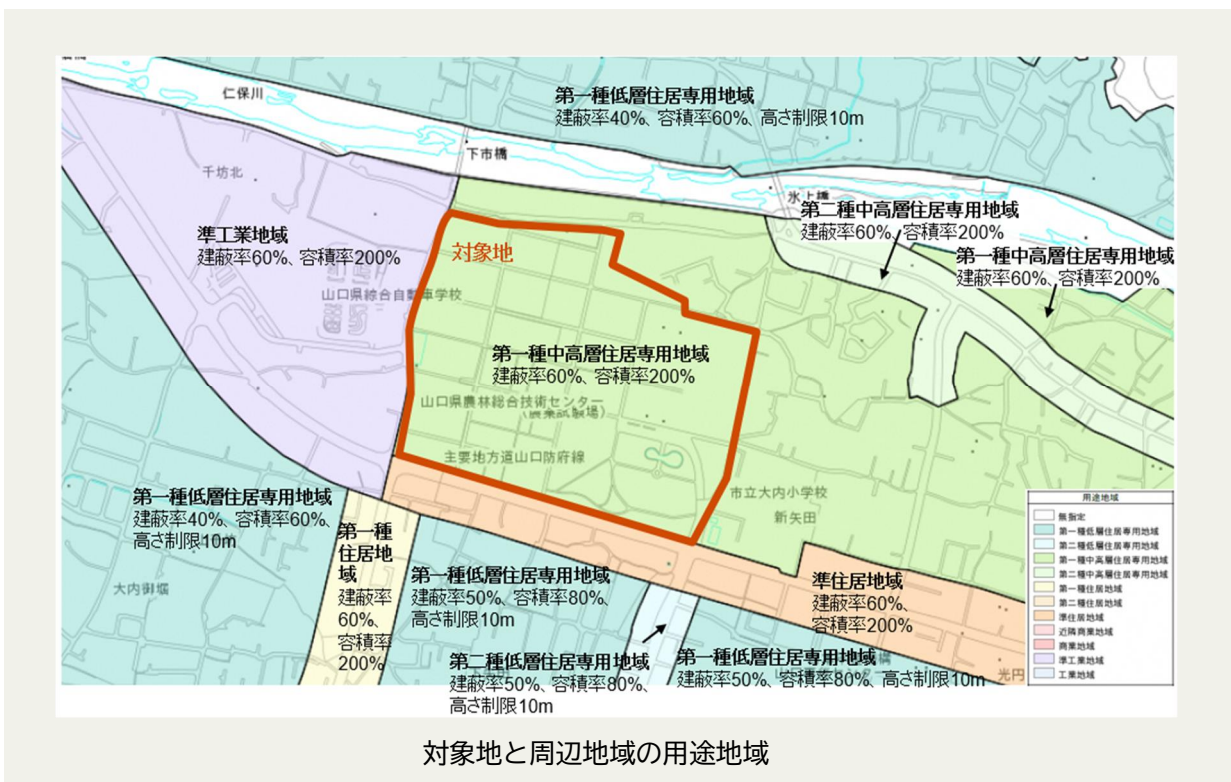 仁保川
第一種低層住居専用地域
建蔽率40%、容積率60%、高さ制限10m
下市橋
千坊北
氷上橋
第二種中高層住居専用地域
建蔽率60%、容積率200%
準工業地域
建蔽率60%、容積率200%
対象地
第一種中高層住居専用地域
建蔽率60%、容積率200%
山口県総合自動車学校
第一種中高層住居専用地域
建蔽率60%、容積率200%
山口県農林総合技術センター
(農業試験場)
主要地方道山口防府線
市立大内小学校
新矢田
第一種低層住居専用地域
建蔽率40%、容積率60%、
高さ制限10m
大内御堀
第一種
住居地
域
建蔽率
60%、
容積率
200%
第一種低層住居専用地域
建蔽率50%、容積率80%、
高さ制限10m
準住居地域
建蔽率60%、
容積率200%
第二種低層住居専用地域
建蔽率50%、容積率80%、
高さ制限10m
第一種低層住居専用地域
建蔽率50%、容積率80%、高さ制限10m
光円
用途地域
無指定
第一種低層住居専用地域
第二種低層住居専用地域
第一種中高層住居専用地域
第二種中高層住居専用地域
第一種住居地域
第二種住居地域
準住居地域
近隣商業地域
商業地域
準工業地域
工業地域
対象地と周辺地域の用途地域